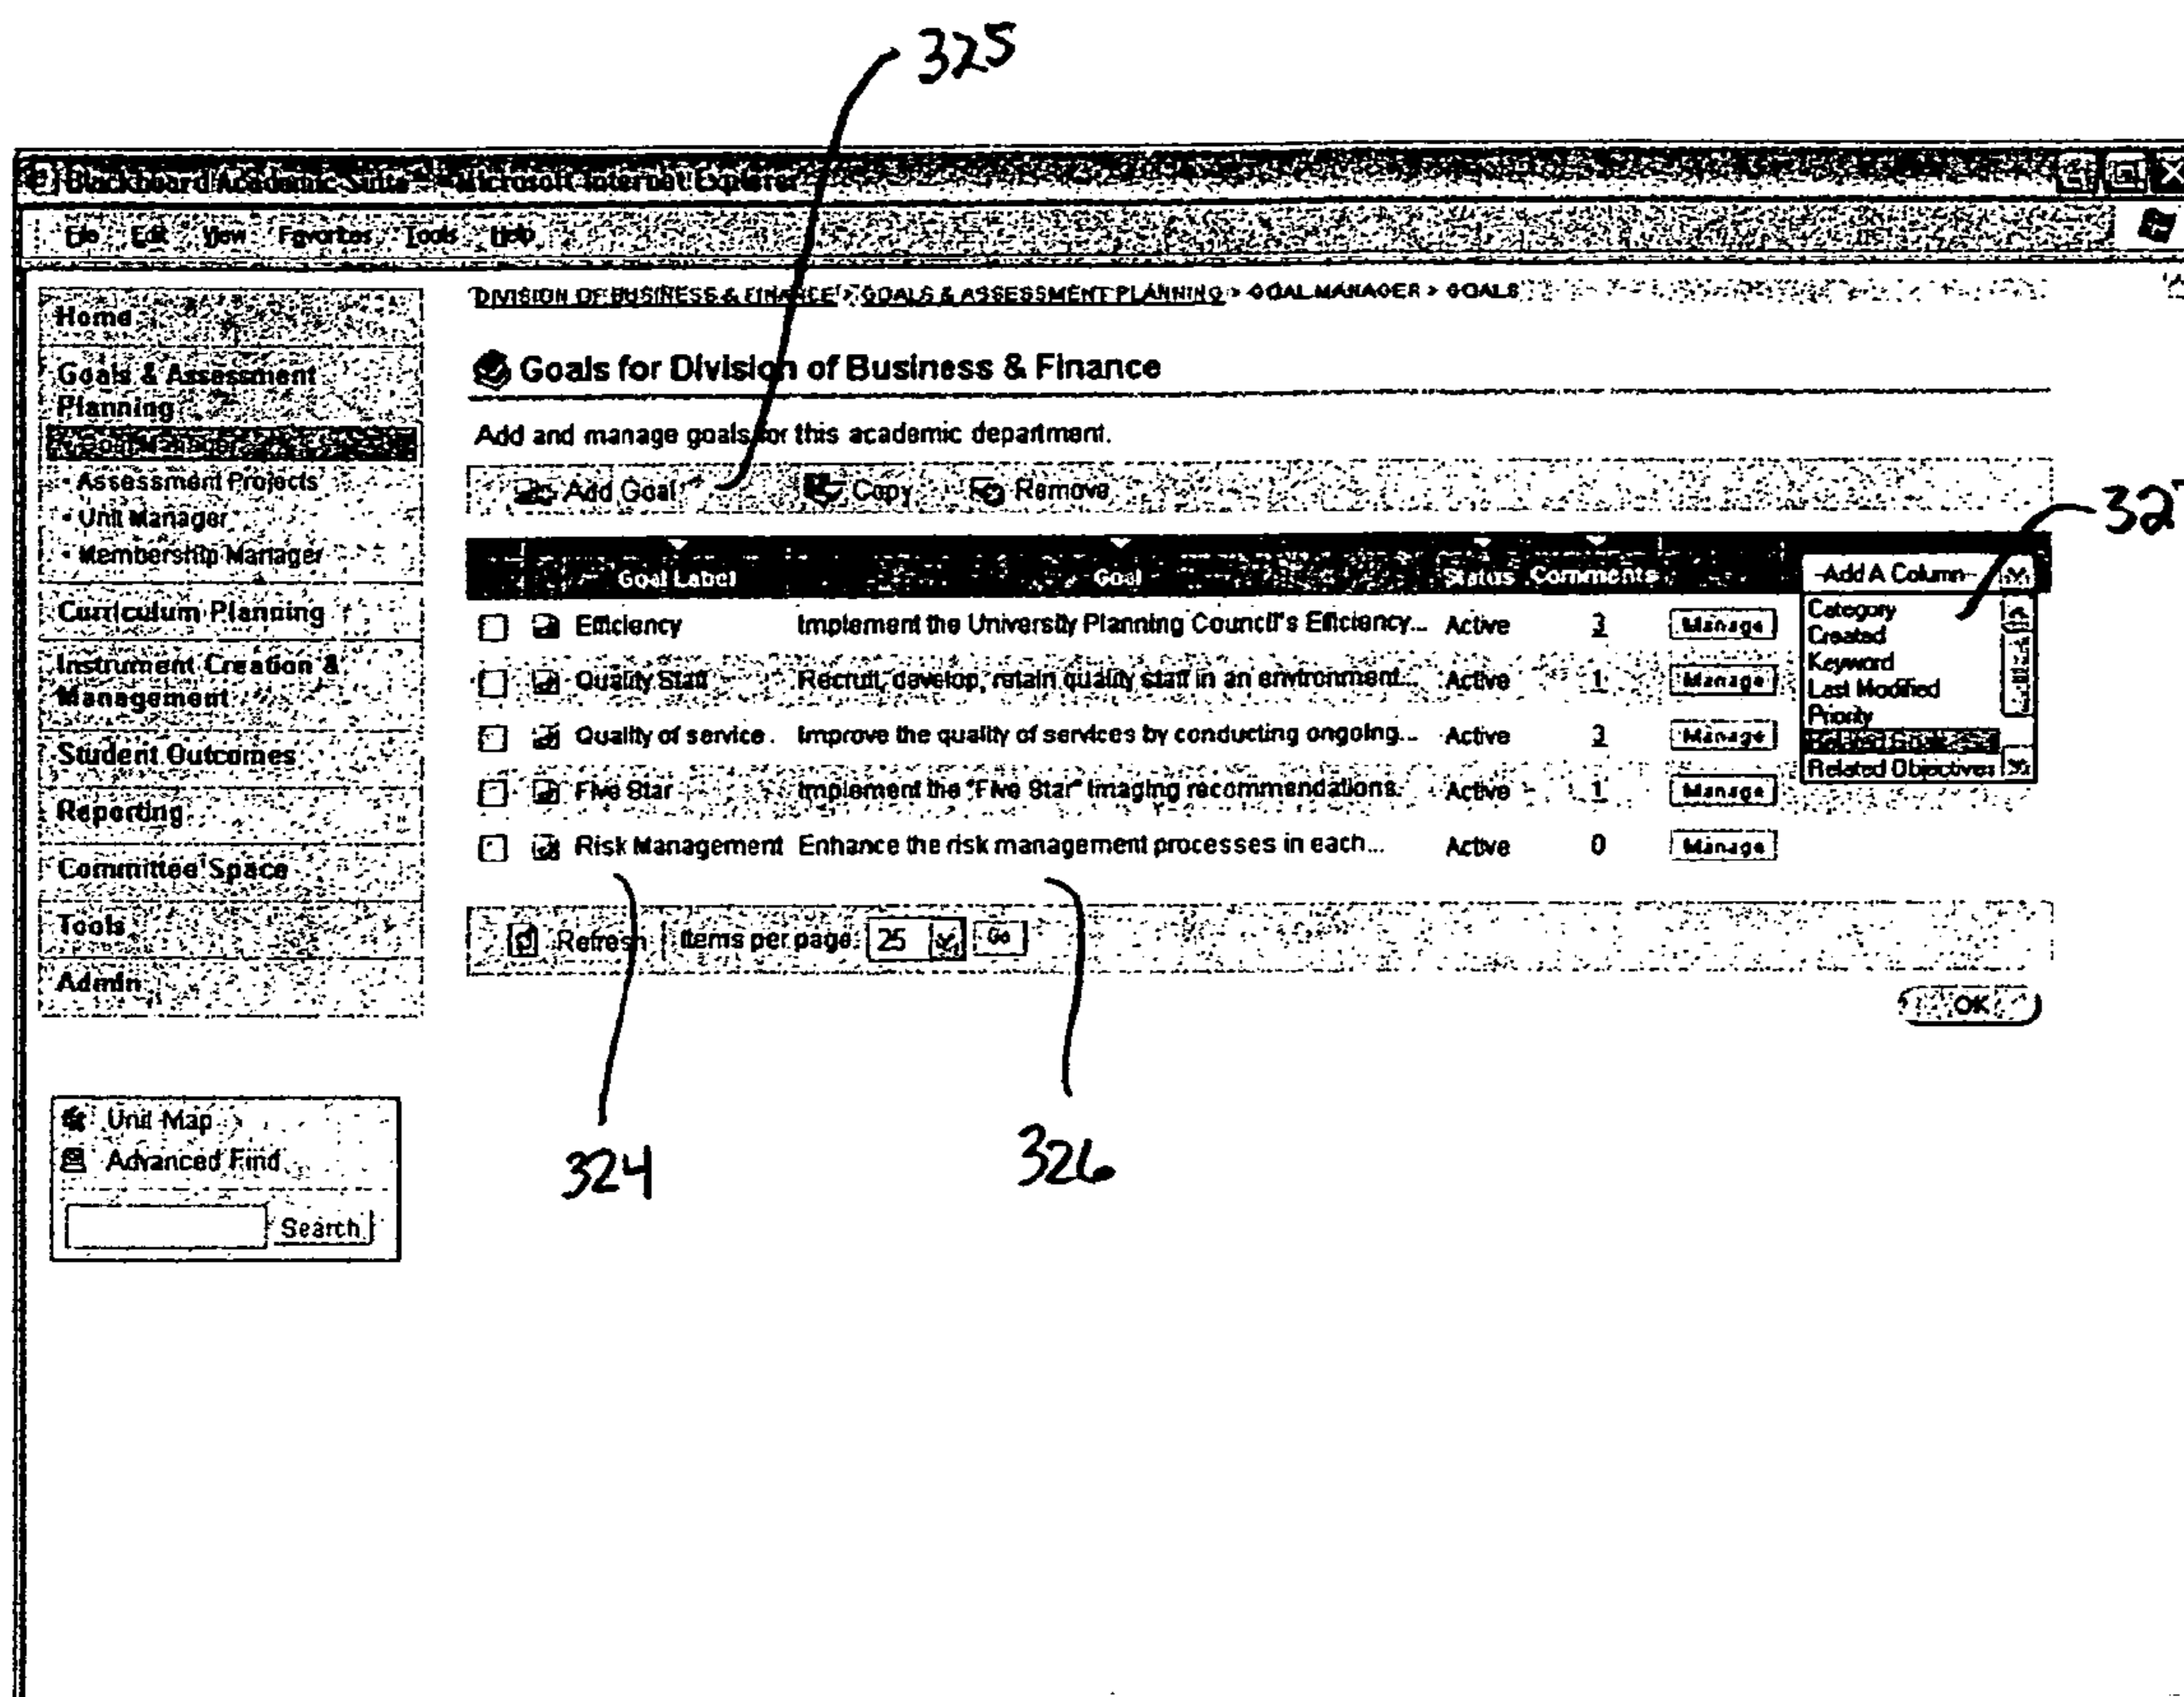 325
Blackboard Academic Suite - Microsoft Internet Explorer
File Edit View Favorites Tools Help
DIVISION OF BUSINESS & FINANCE > GOALS & ASSESSMENT PLANNING > GOAL MANAGER > GOALS
Home
Goals & Assessment
Planning
Goal Manager
· Assessment Projects
· Unit Manager
· Membership Manager
Curriculum Planning
Instrument Creation &
Management
Student Outcomes
Reporting
Committee Space
Tools
Admin
Goals for Division of Business & Finance
Add and manage goals for this academic department.
Add Goal Copy Remove
327
Goal Label Goal Status Comments -Add A Column-
Efficiency Implement the University Planning Council's Efficiency... Active 3 Manage
Quality Staff Recruit, develop, retain quality staff in an environment... Active 1 Manage
Quality of service. Improve the quality of services by conducting ongoing... Active 3 Manage
Five Star Implement the "Five Star" imaging recommendations. Active 1 Manage
Risk Management Enhance the risk management processes in each... Active 0 Manage
Category
Created
Keyword
Last Modified
Priority
Related Goals
Related Objectives
Refresh Items per page: 25 Go
OK
Unit Map
Advanced Find
Search
324
326